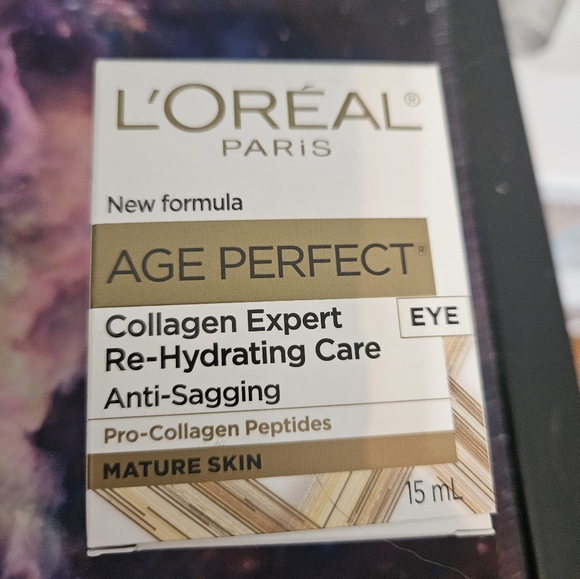 L'ORÉAL®
PARiS
New formula
AGE PERFECT®
EYE
Collagen Expert
Re-Hydrating Care
Anti-Sagging
Pro-Collagen Peptides
MATURE SKIN
15 mL